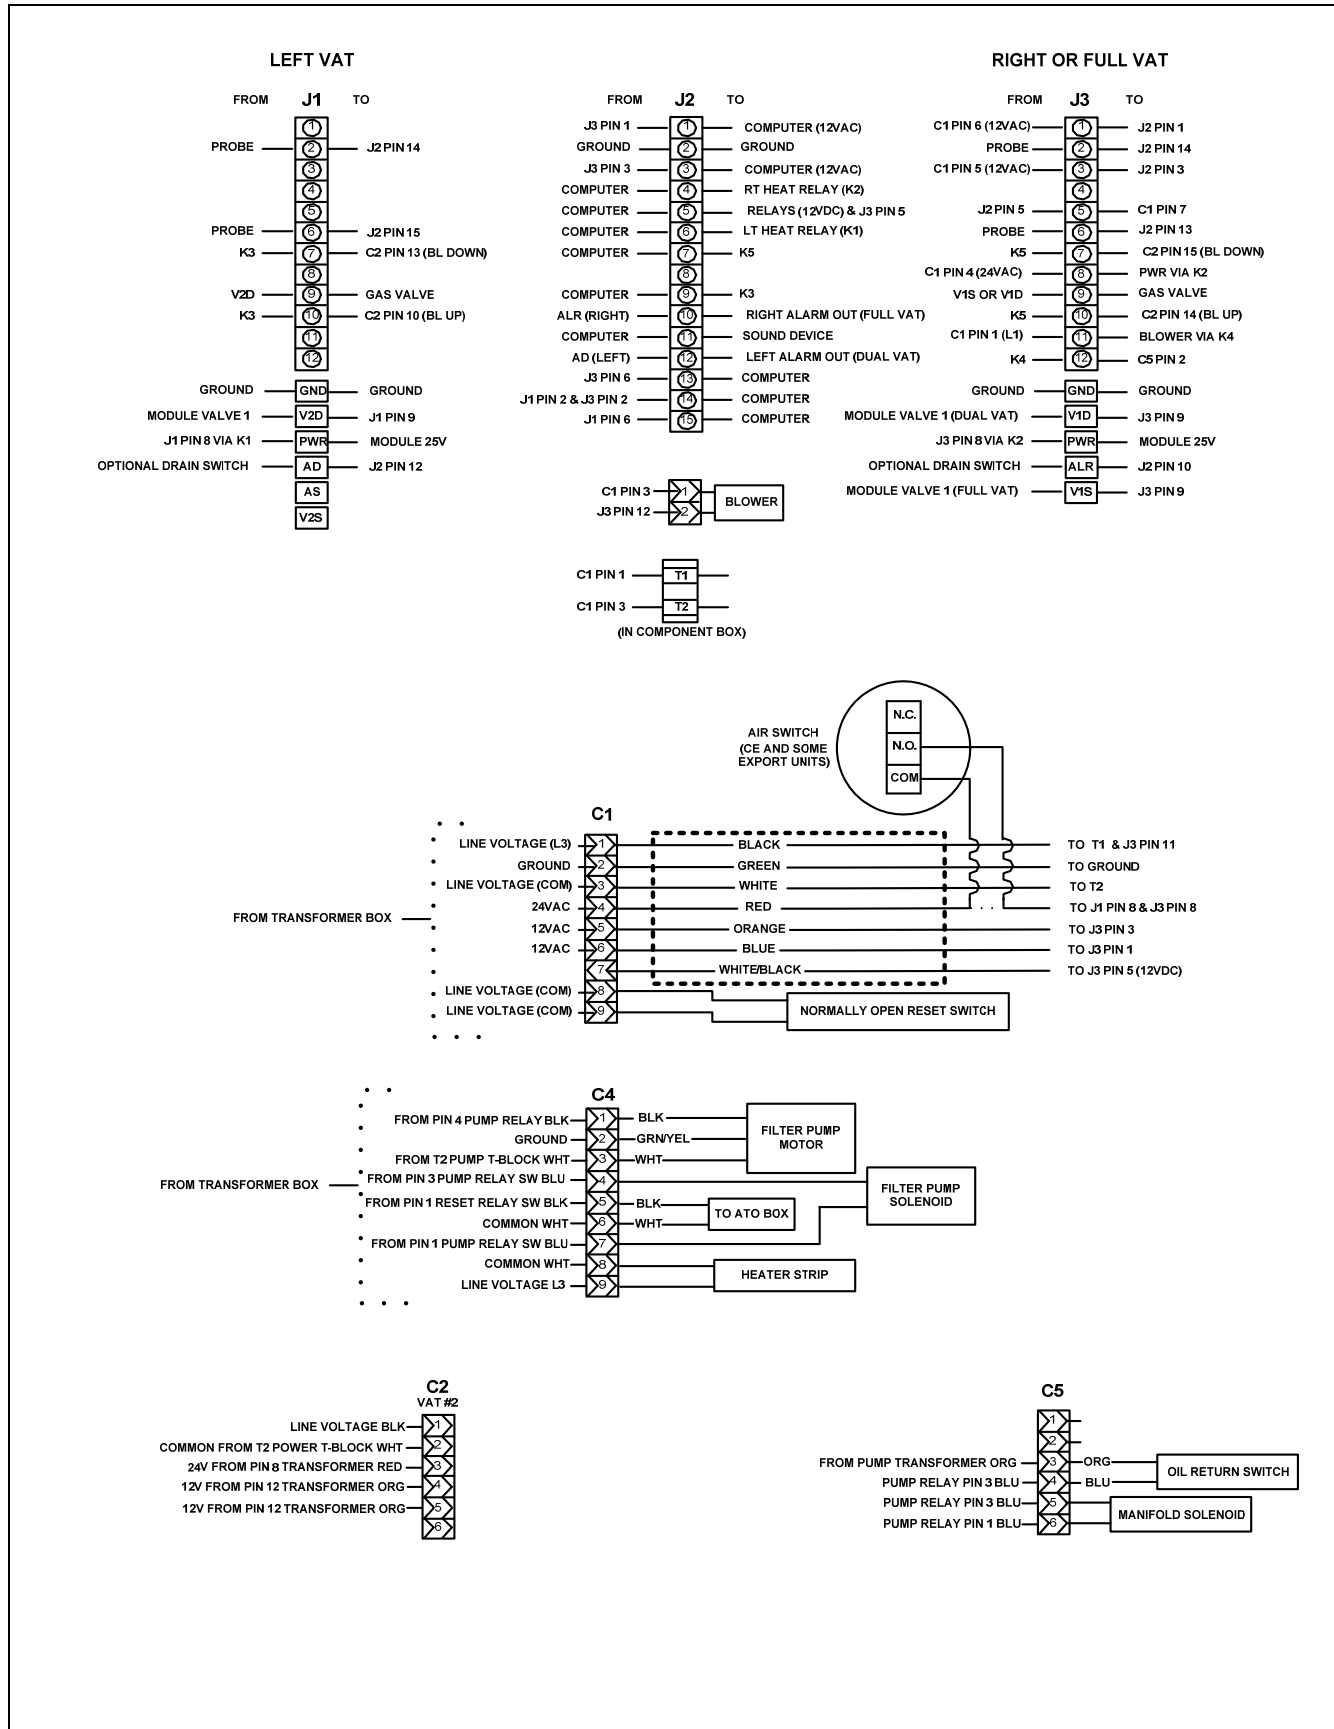 LEFT VAT
RIGHT OR FULL VAT
FROM J1 TO
1
PROBE 2 J2 PIN 14
3
4
5
PROBE 6 J2 PIN 15
K3 7 C2 PIN 13 (BL DOWN)
8
V2D 9 GAS VALVE
K3 10 C2 PIN 10 (BL UP)
11
12
GROUND GND GROUND
MODULE VALVE 1 V2D J1 PIN 9
J1 PIN 8 VIA K1 PWR MODULE 25V
OPTIONAL DRAIN SWITCH AD J2 PIN 12
AS
V2S
FROM J2 TO
J3 PIN 1 1 COMPUTER (12VAC)
GROUND 2 GROUND
J3 PIN 3 3 COMPUTER (12VAC)
COMPUTER 4 RT HEAT RELAY (K2)
COMPUTER 5 RELAYS (12VDC) & J3 PIN 5
COMPUTER 6 LT HEAT RELAY (K1)
COMPUTER 7 K5
8
COMPUTER 9 K3
ALR (RIGHT) 10 RIGHT ALARM OUT (FULL VAT)
COMPUTER 11 SOUND DEVICE
AD (LEFT) 12 LEFT ALARM OUT (DUAL VAT)
J3 PIN 6 13 COMPUTER
J1 PIN 2 & J3 PIN 2 14 COMPUTER
J1 PIN 6 15 COMPUTER
FROM J3 TO
C1 PIN 6 (12VAC) 1 J2 PIN 1
PROBE 2 J2 PIN 14
C1 PIN 5 (12VAC) 3 J2 PIN 3
4
J2 PIN 5 5 C1 PIN 7
PROBE 6 J2 PIN 13
K5 7 C2 PIN 15 (BL DOWN)
C1 PIN 4 (24VAC) 8 PWR VIA K2
V1S OR V1D 9 GAS VALVE
K5 10 C2 PIN 14 (BL UP)
C1 PIN 1 (L1) 11 BLOWER VIA K4
K4 12 C5 PIN 2
GROUND GND GROUND
MODULE VALVE 1 (DUAL VAT) V1D J3 PIN 9
J3 PIN 8 VIA K2 PWR MODULE 25V
OPTIONAL DRAIN SWITCH ALR J2 PIN 10
MODULE VALVE 1 (FULL VAT) V1S J3 PIN 9
C1 PIN 3 1
J3 PIN 12 2
BLOWER
C1 PIN 1 T1
C1 PIN 3 T2
(IN COMPONENT BOX)
AIR SWITCH
(CE AND SOME
EXPORT UNITS)
N.C.
N.O.
COM
C1
FROM TRANSFORMER BOX
LINE VOLTAGE (L3) 1 BLACK TO T1 & J3 PIN 11
GROUND 2 GREEN TO GROUND
LINE VOLTAGE (COM) 3 WHITE TO T2
24VAC 4 RED TO J1 PIN 8 & J3 PIN 8
12VAC 5 ORANGE TO J3 PIN 3
12VAC 6 BLUE TO J3 PIN 1
7 WHITE/BLACK TO J3 PIN 5 (12VDC)
LINE VOLTAGE (COM) 8
LINE VOLTAGE (COM) 9
NORMALLY OPEN RESET SWITCH
C4
FROM TRANSFORMER BOX
FROM PIN 4 PUMP RELAY BLK 1 BLK
GROUND 2 GRN/YEL
FROM T2 PUMP T-BLOCK WHT 3 WHT
FILTER PUMP
MOTOR
FROM PIN 3 PUMP RELAY SW BLU 4
FILTER PUMP
SOLENOID
FROM PIN 1 RESET RELAY SW BLK 5 BLK
COMMON WHT 6 WHT
TO ATO BOX
FROM PIN 1 PUMP RELAY SW BLU 7
COMMON WHT 8
LINE VOLTAGE L3 9
HEATER STRIP
C2
VAT #2
LINE VOLTAGE BLK 1
COMMON FROM T2 POWER T-BLOCK WHT 2
24V FROM PIN 8 TRANSFORMER RED 3
12V FROM PIN 12 TRANSFORMER ORG 4
12V FROM PIN 12 TRANSFORMER ORG 5
6
C5
1
2
FROM PUMP TRANSFORMER ORG 3 ORG
PUMP RELAY PIN 3 BLU 4 BLU
OIL RETURN SWITCH
PUMP RELAY PIN 3 BLU 5
PUMP RELAY PIN 1 BLU 6
MANIFOLD SOLENOID